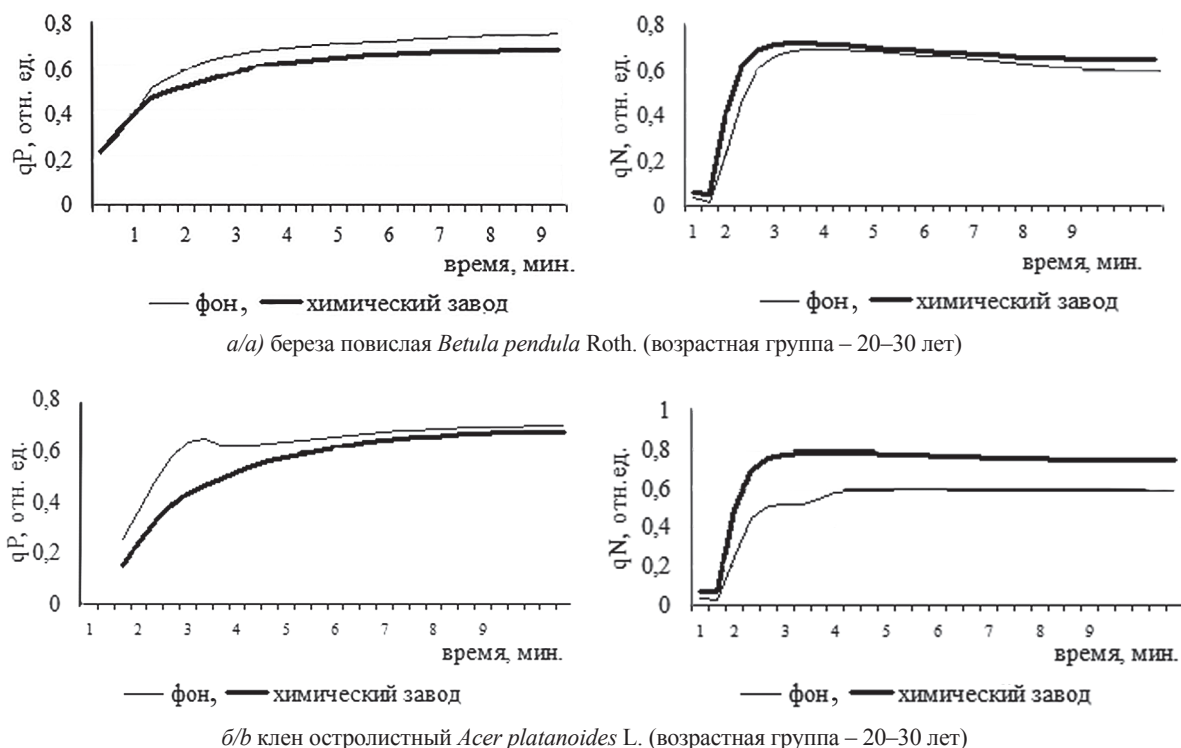 0,8
0,6
0,4
0,2
0
qP, отн. ед.
1 2 3 4 5 6 7 8 9
время, мин.
фон, химический завод
0,8
0,6
0,4
0,2
0
qN, отн. ед.
1 2 3 4 5 6 7 8 9
время, мин.
фон, химический завод
а/a) береза повислая Betula pendula Roth. (возрастная группа – 20–30 лет)
0,8
0,6
0,4
0,2
0
qP, отн. ед.
1 2 3 4 5 6 7 8 9
время, мин.
фон, химический завод
1
0,8
0,6
0,4
0,2
0
qN, отн.ед.
1 2 3 4 5 6 7 8 9
время, мин.
фон, химический завод
б/b клен остролистный Acer platanoides L. (возрастная группа – 20–30 лет)